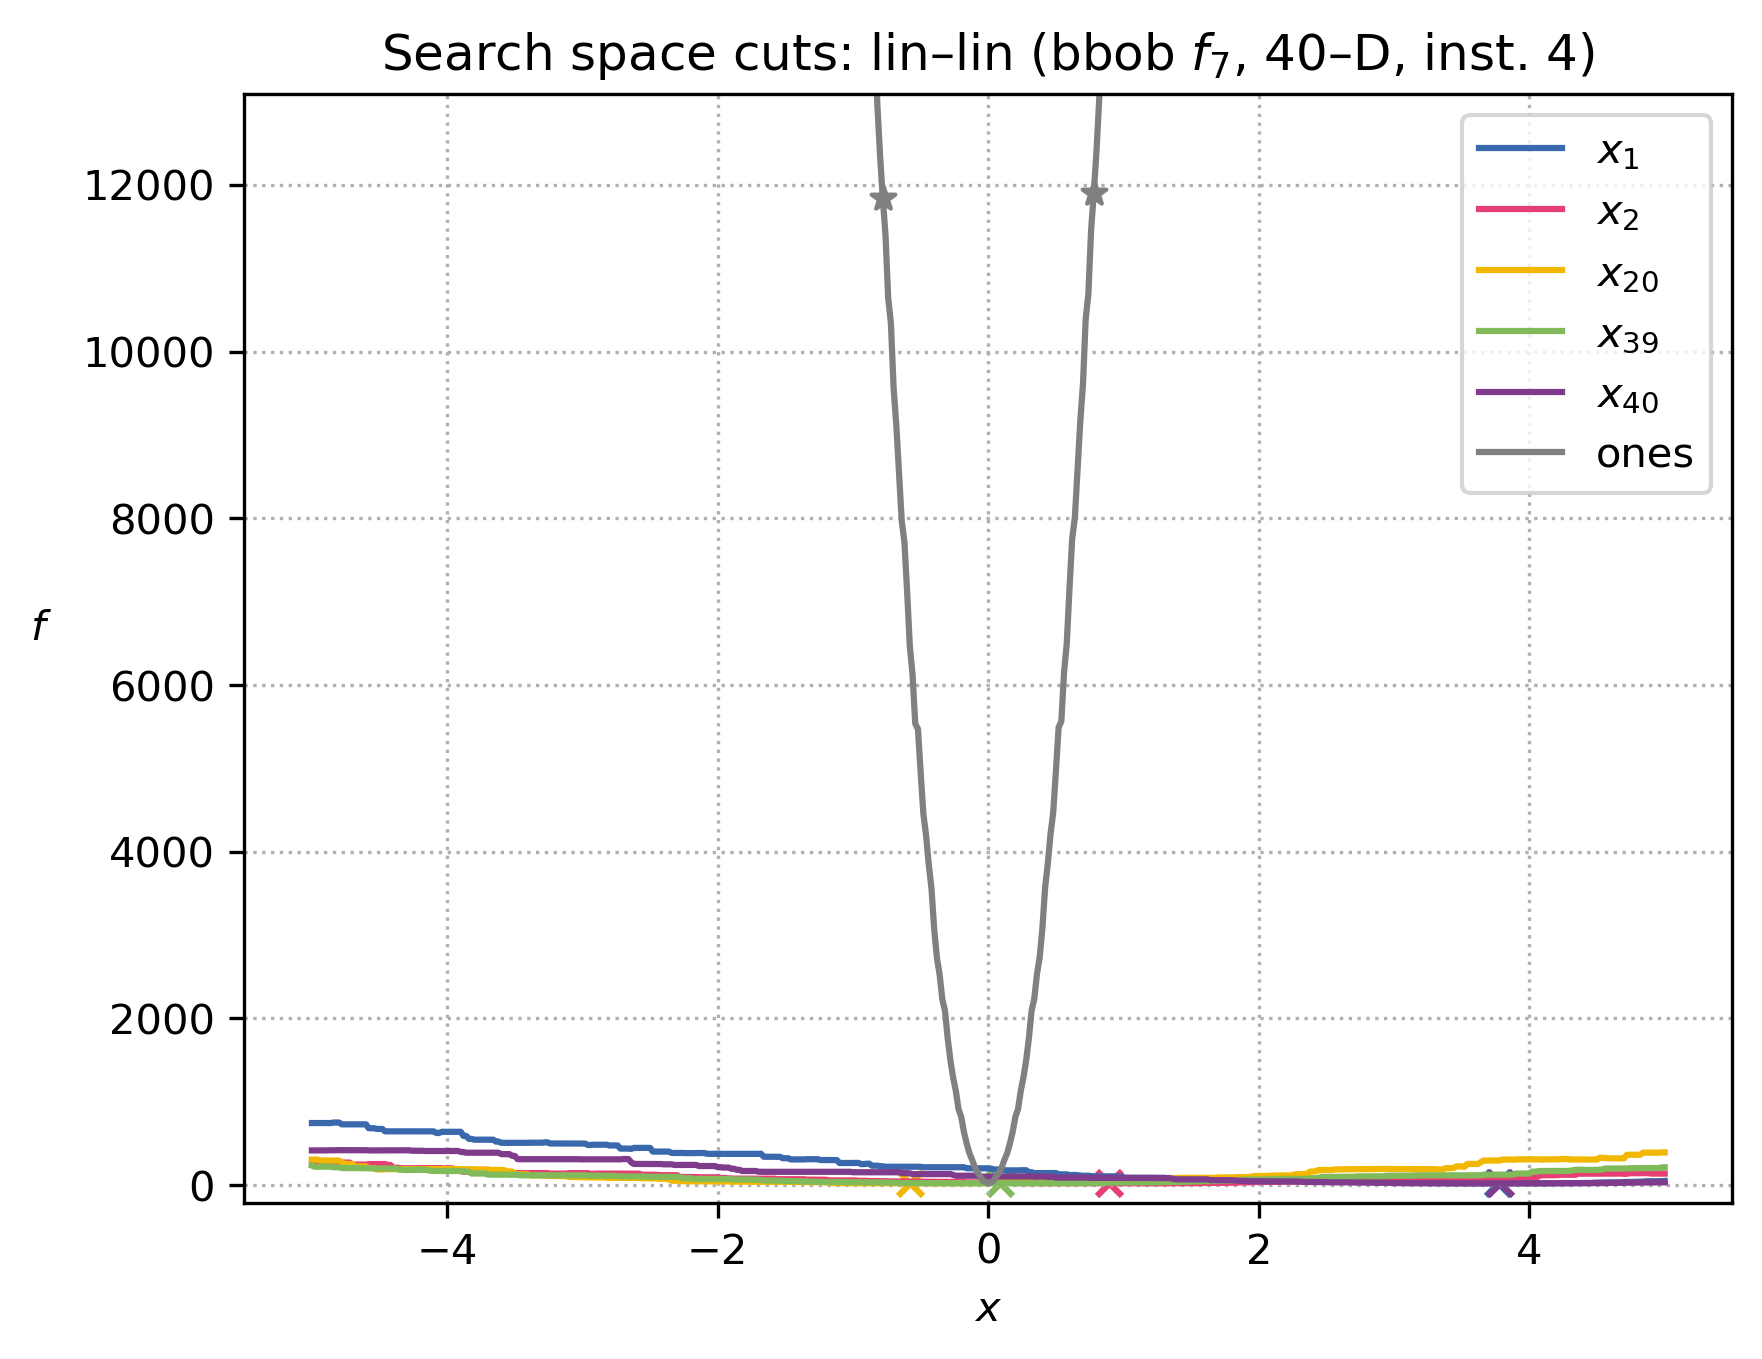 Search space cuts: lin–lin (bbob f₇, 40–D, inst. 4)
x₁
x₂
x₂₀
x₃₉
x₄₀
ones
12000
10000
8000
6000
4000
2000
0
f
−4
−2
0
2
4
x